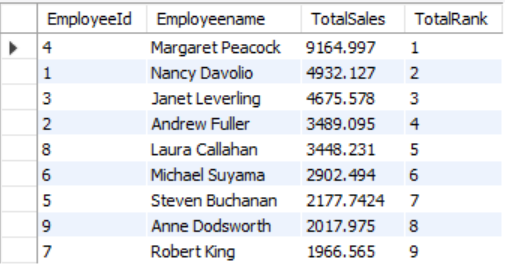 EmployeeId Employeename TotalSales TotalRank
4 Margaret Peacock 9164.997 1
1 Nancy Davolio 4932.127 2
3 Janet Leverling 4675.578 3
2 Andrew Fuller 3489.095 4
8 Laura Callahan 3448.231 5
6 Michael Suyama 2902.494 6
5 Steven Buchanan 2177.7424 7
9 Anne Dodsworth 2017.975 8
7 Robert King 1966.565 9